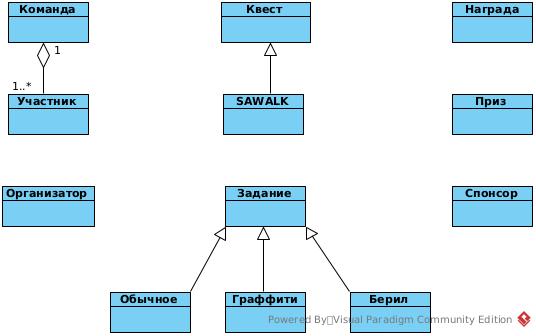 Команда
Квест
Награда
1
1..*
Участник
SAWALK
Приз
Организатор
Задание
Спонсор
Обычное
Граффити
Берил
Powered By Visual Paradigm Community Edition